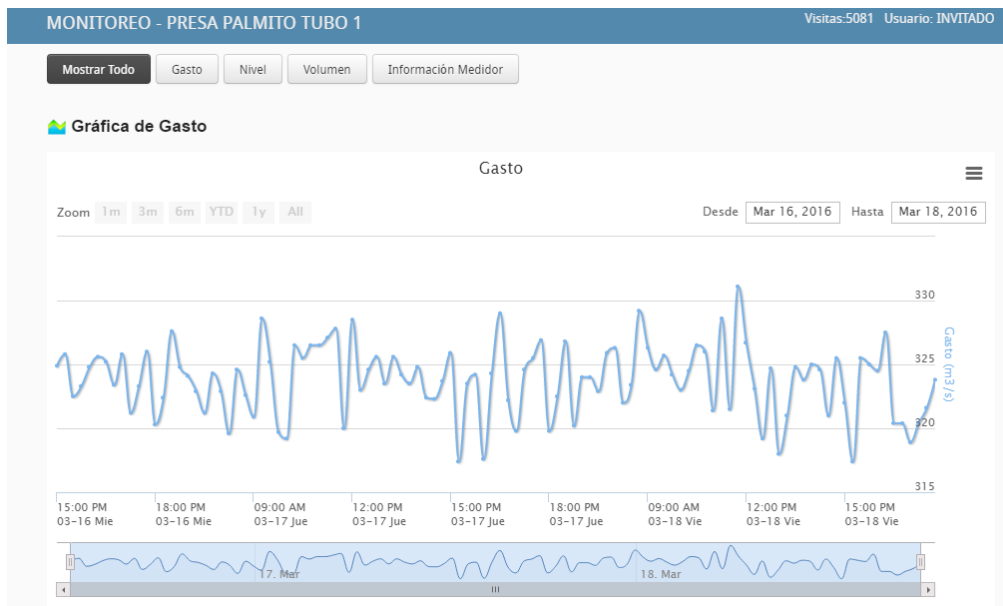 MONITOREO - PRESA PALMITO TUBO 1
Visitas:5081 Usuario: INVITADO
Mostrar Todo
Gasto
Nivel
Volumen
Información Medidor
Gráfica de Gasto
Gasto
Zoom 1m 3m 6m YTD 1y All
Desde Mar 16, 2016 Hasta Mar 18, 2016
330
325
320
315
Gasto (m3/s)
15:00 PM 18:00 PM 09:00 AM 12:00 PM 15:00 PM 18:00 PM 09:00 AM 12:00 PM 15:00 PM
03-16 Mie 03-16 Mie 03-17 Jue 03-17 Jue 03-17 Jue 03-17 Jue 03-18 Vie 03-18 Vie 03-18 Vie
17. Mar 18. Mar